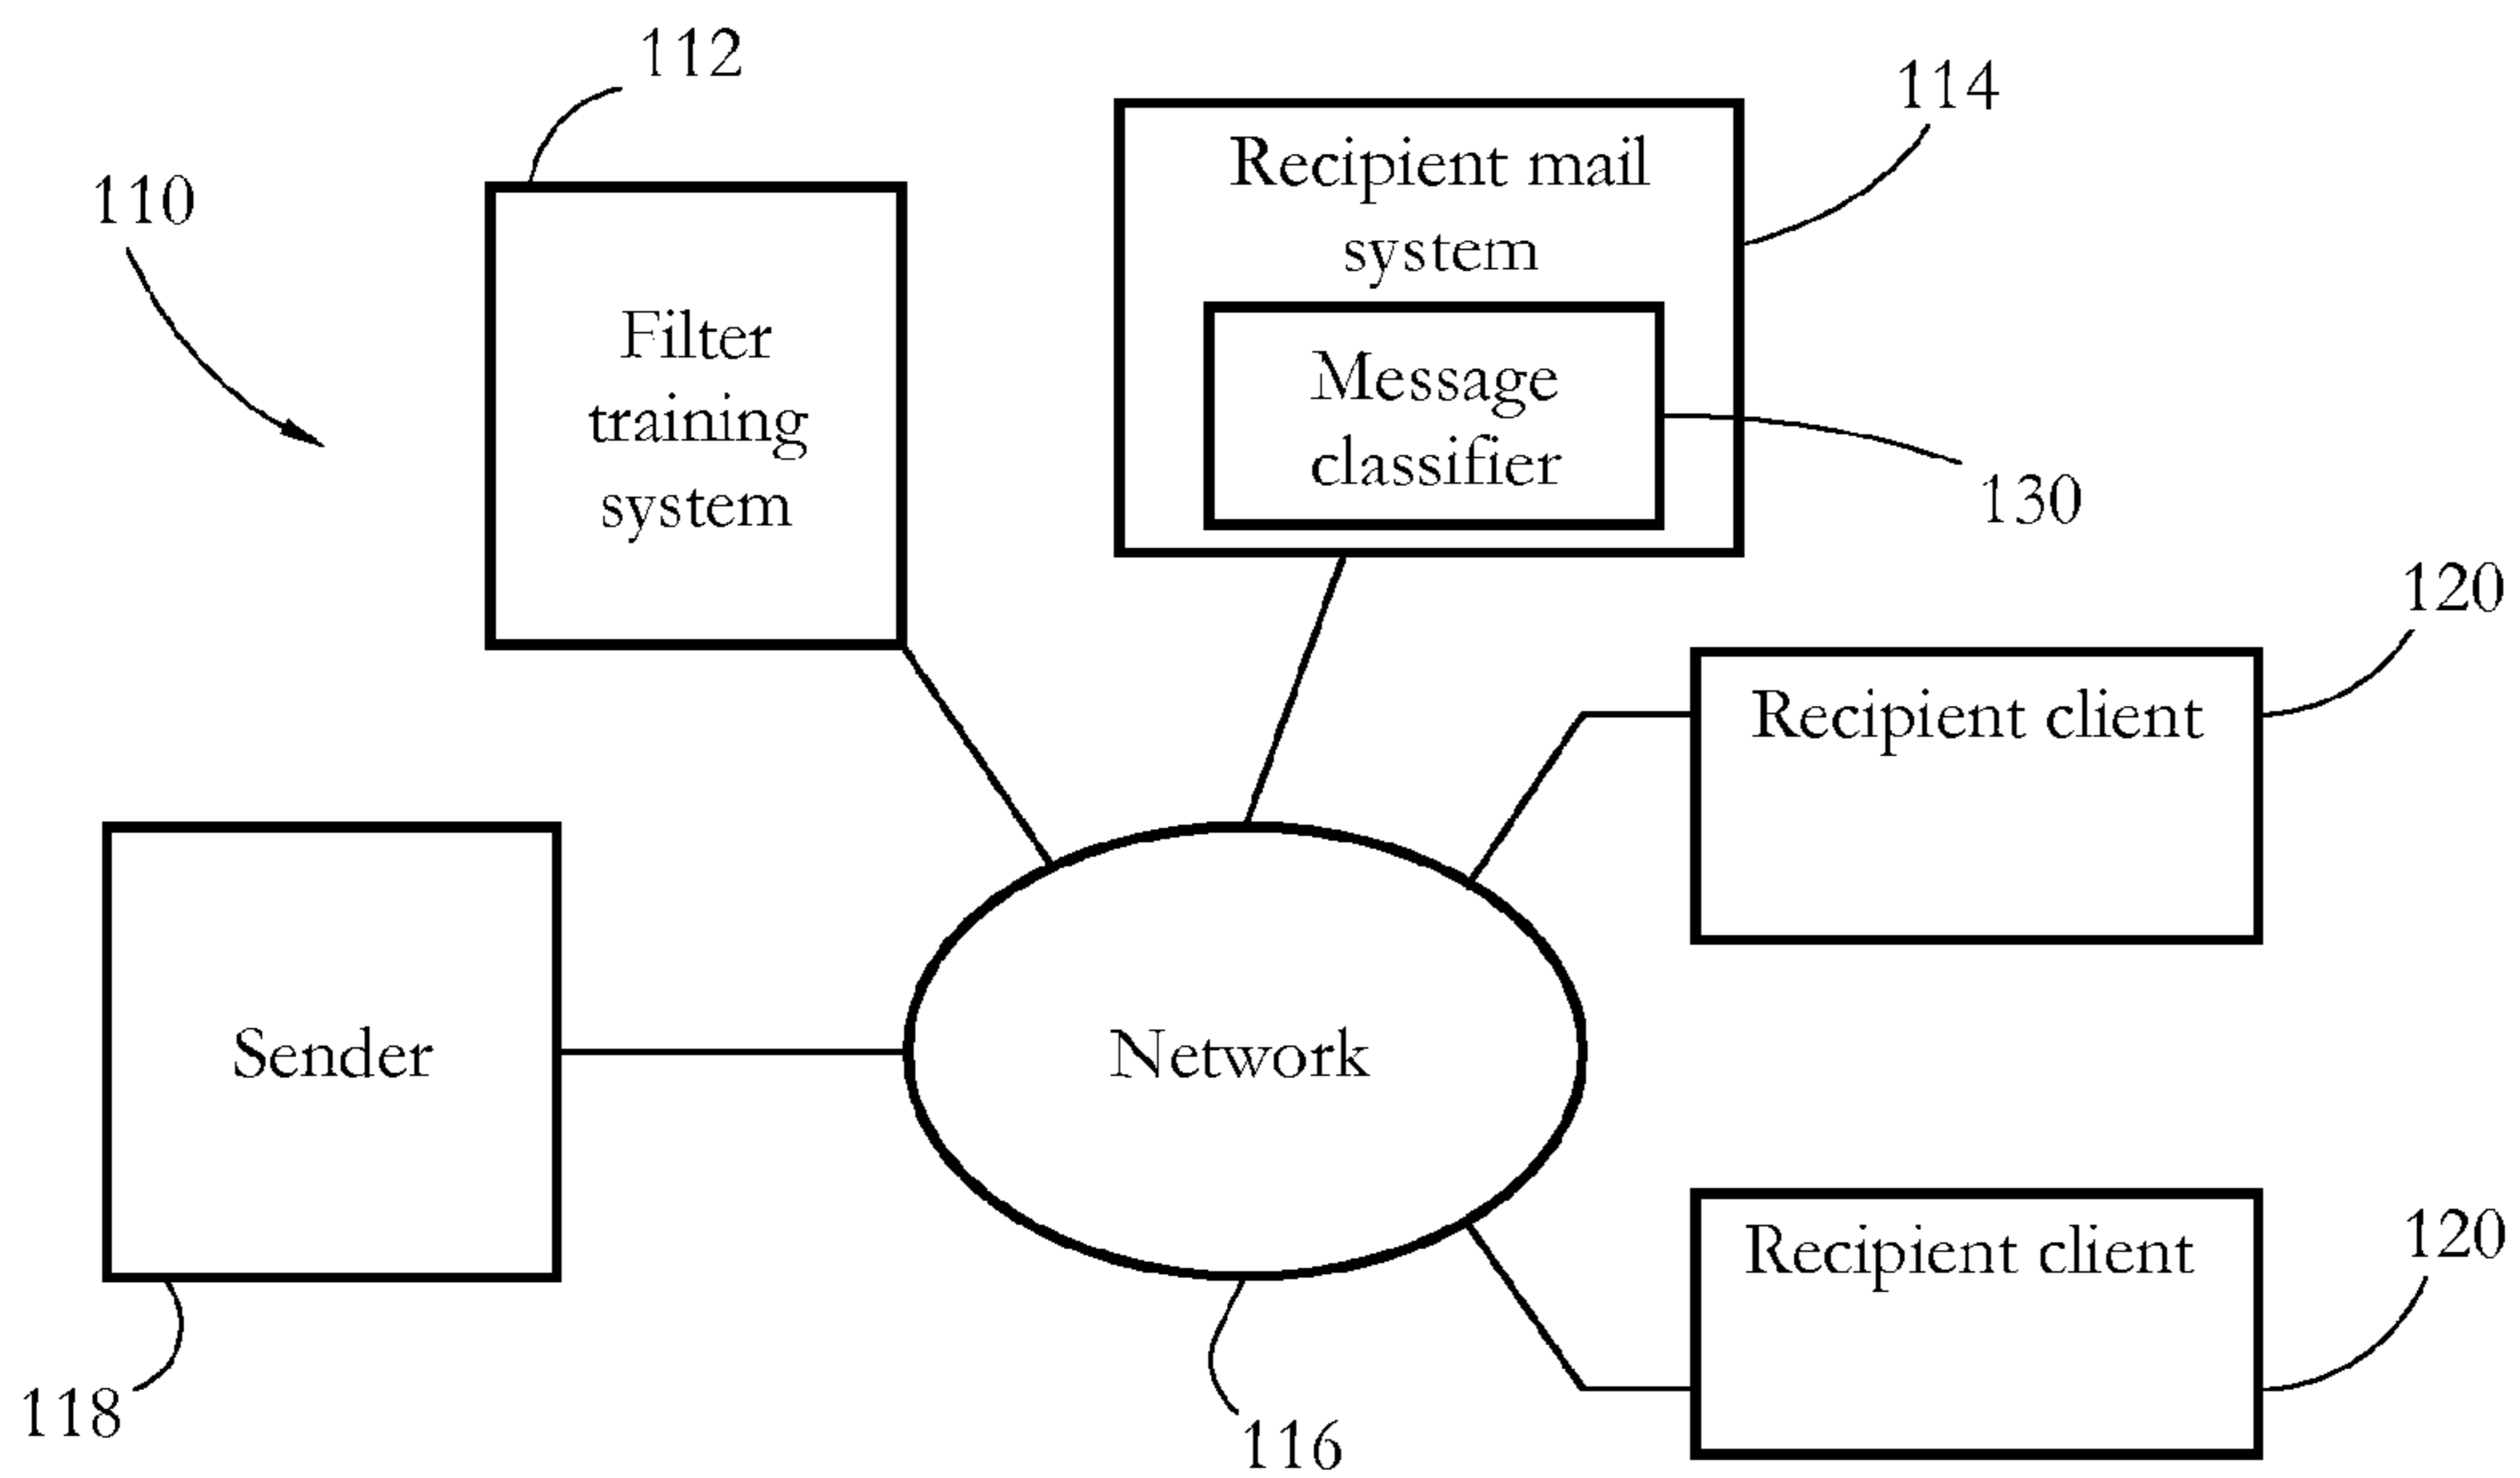 112
114
110
Recipient mail
system
Filter
training
system
Message
classifier
130
120
Recipient client
Sender
Network
Recipient client
120
118
116